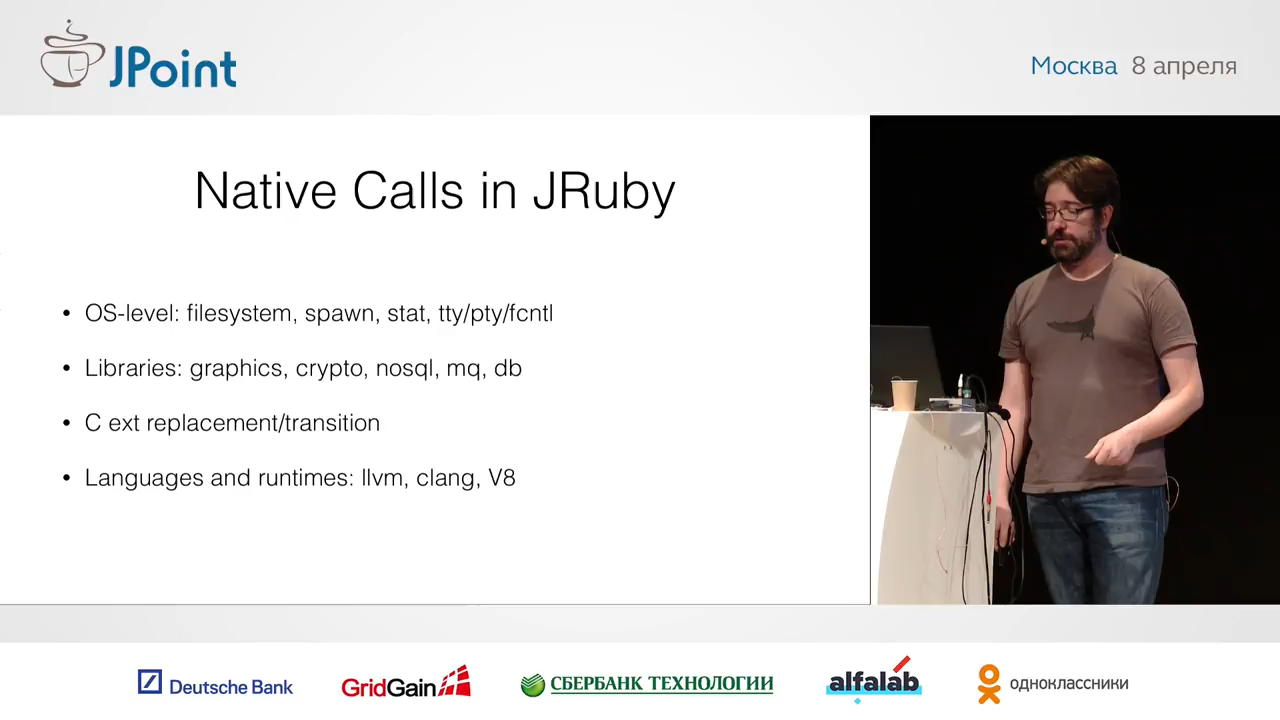 JPoint
Москва 8 апреля
Native Calls in JRuby
• OS-level: filesystem, spawn, stat, tty/pty/fcntl
• Libraries: graphics, crypto, nosql, mq, db
• C ext replacement/transition
• Languages and runtimes: llvm, clang, V8
Deutsche Bank
GridGain
СБЕРБАНК ТЕХНОЛОГИИ
alfalab
одноклассники